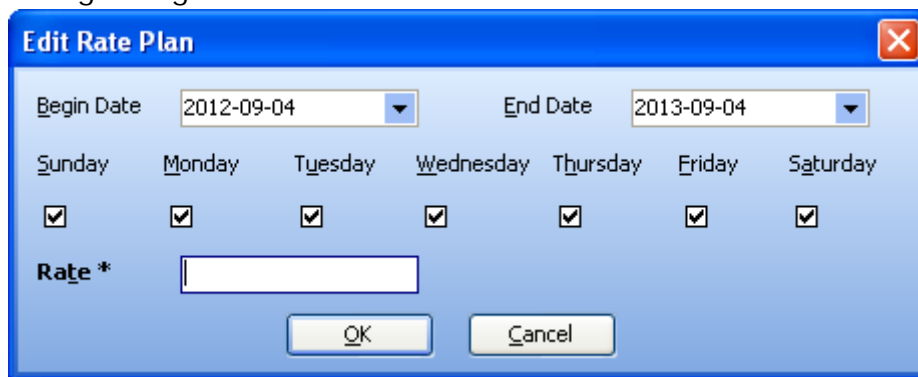 Edit Rate Plan
Begin Date 2012-09-04 End Date 2013-09-04
Sunday Monday Tuesday Wednesday Thursday Friday Saturday
Rate *
OK Cancel